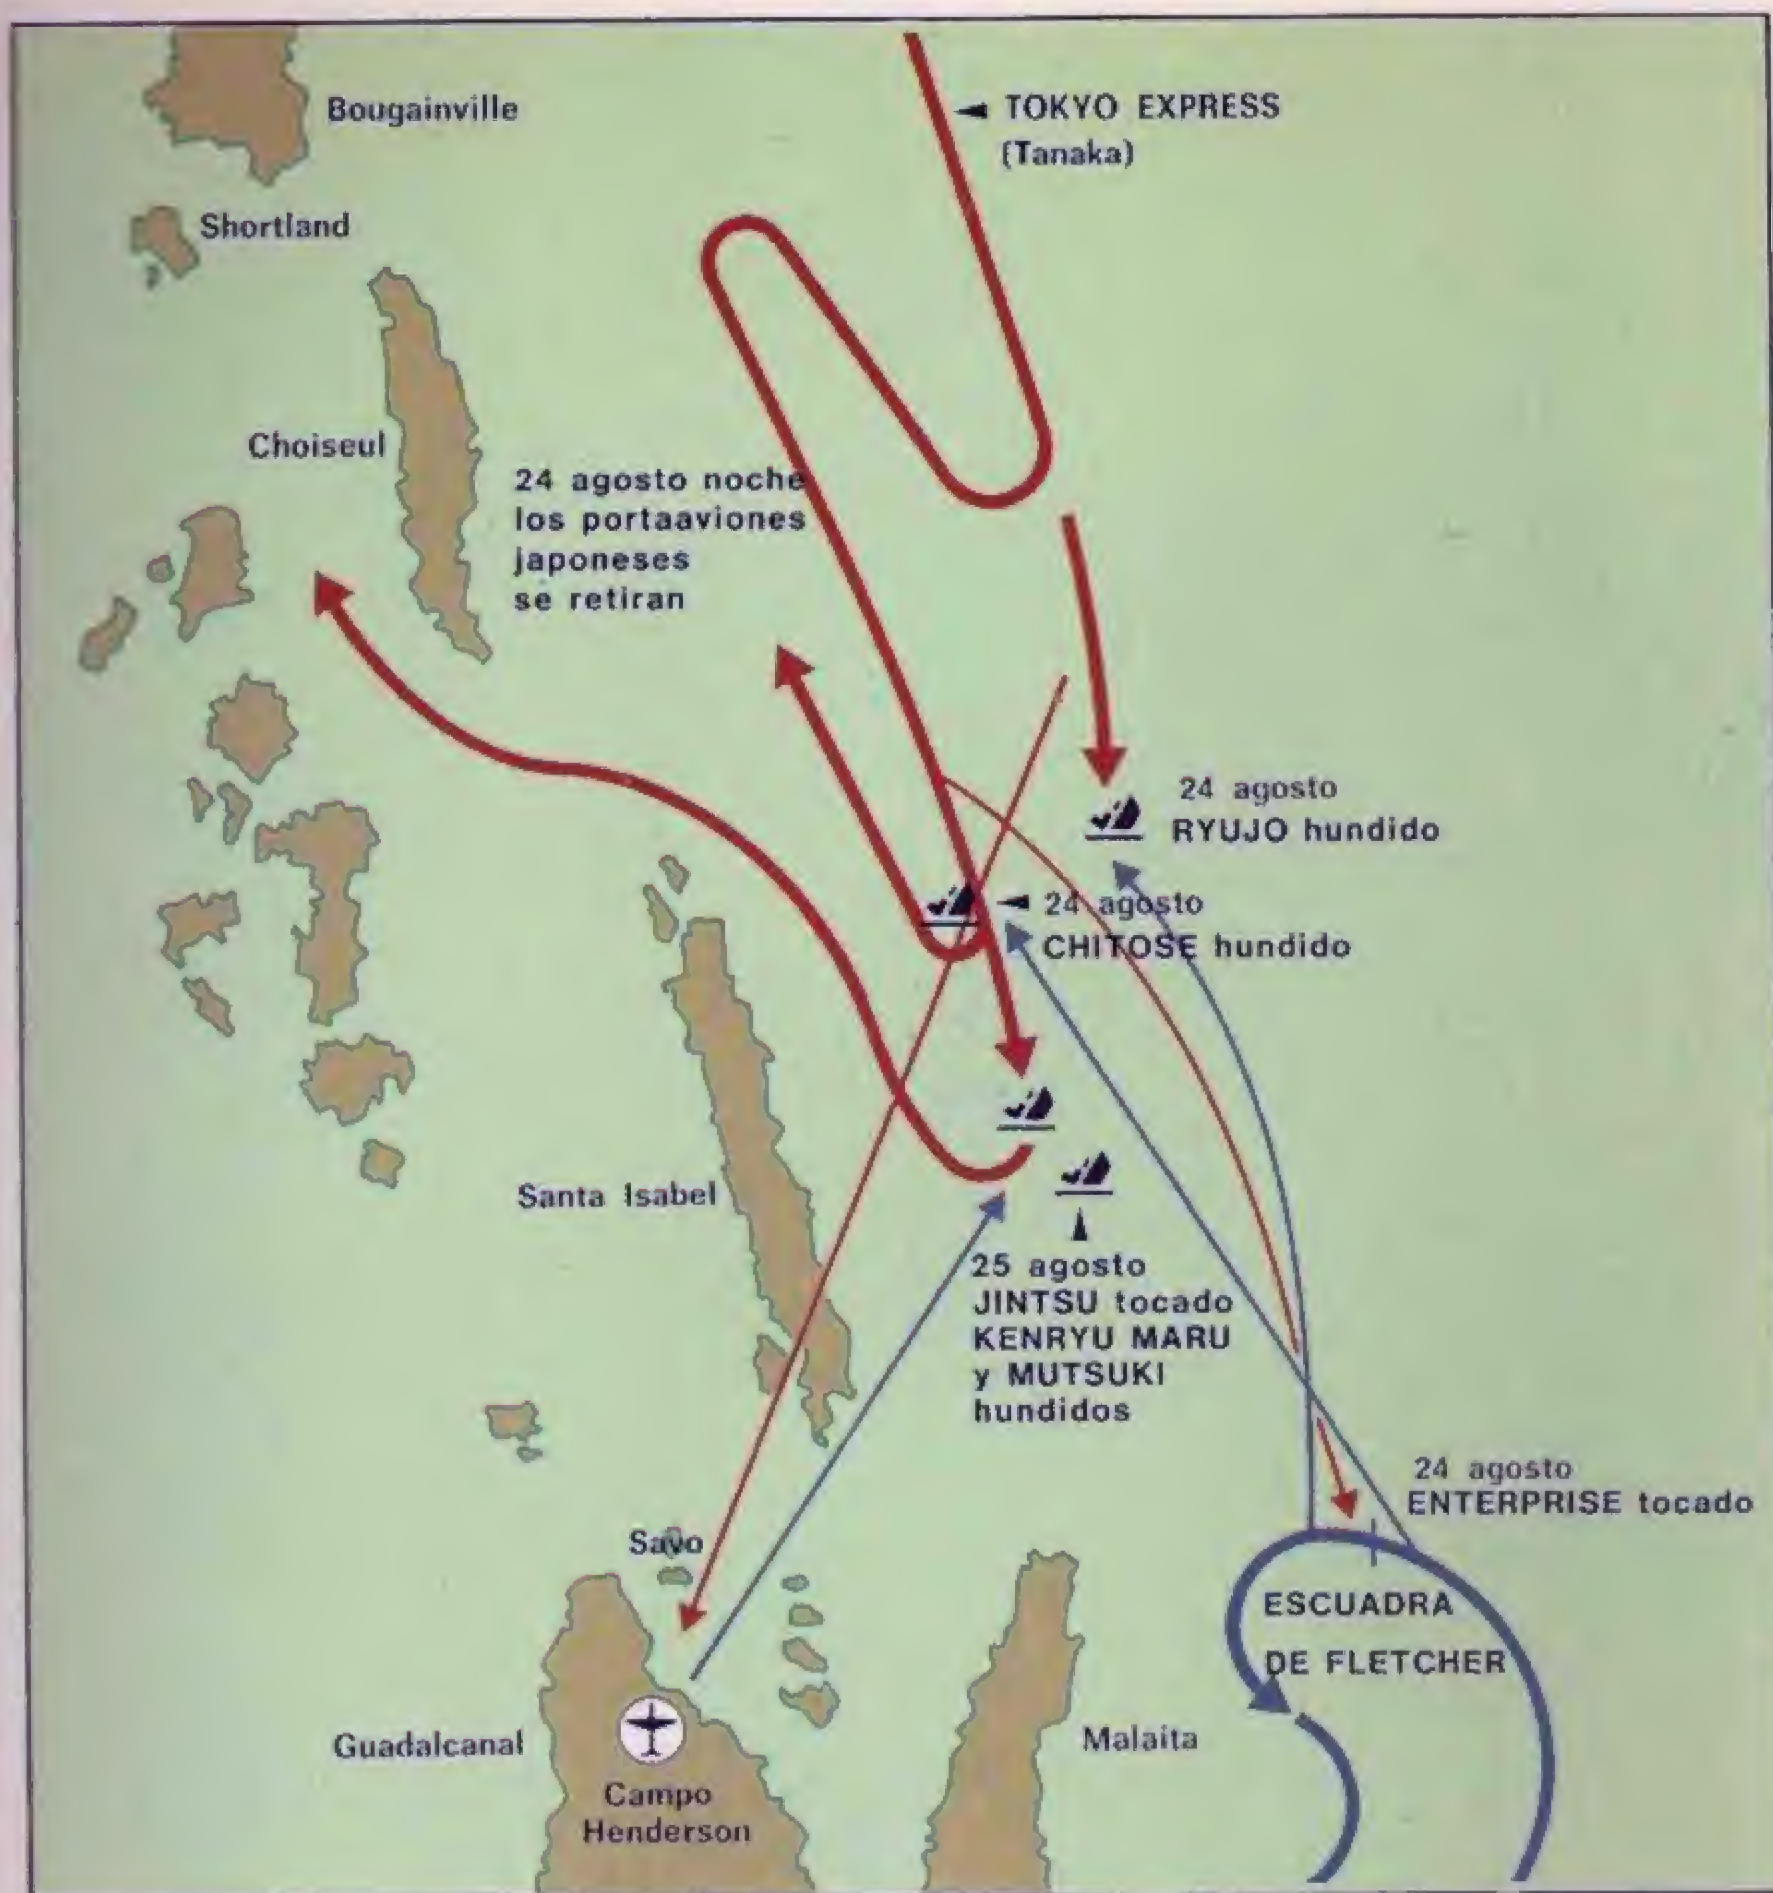 Bougainville
TOKYO EXPRESS
(Tanaka)
Shortland
Choiseul
24 agosto noche
los portaaviones
japoneses
se retiran
24 agosto
RYUJO hundido
24 agosto
CHITOSE hundido
Santa Isabel
25 agosto
JINTSU tocado
KENRYU MARU
y MUTSUKI
hundidos
24 agosto
ENTERPRISE tocado
Savo
ESCUADRA
DE FLETCHER
Guadalcanal
Malaita
Campo
Henderson